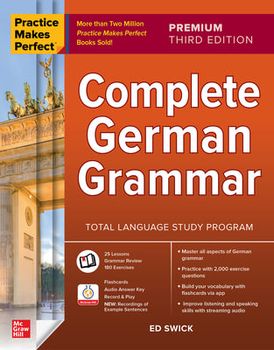 Practice
Makes
Perfect
More than Two Million
Practice Makes Perfect
Books Sold!
PREMIUM
THIRD EDITION
Complete
German
Grammar
TOTAL LANGUAGE STUDY PROGRAM
25 Lessons
Grammar Review
180 Exercises
Flashcards
Audio Answer Key
Record & Play
NEW: Recordings of
Example Sentences
• Master all aspects of German
grammar
• Practice with 2,000 exercise
questions
• Build your vocabulary with
flashcards via app
• Improve listening and speaking
skills with streaming audio
Mc
Graw
Hill
ED SWICK